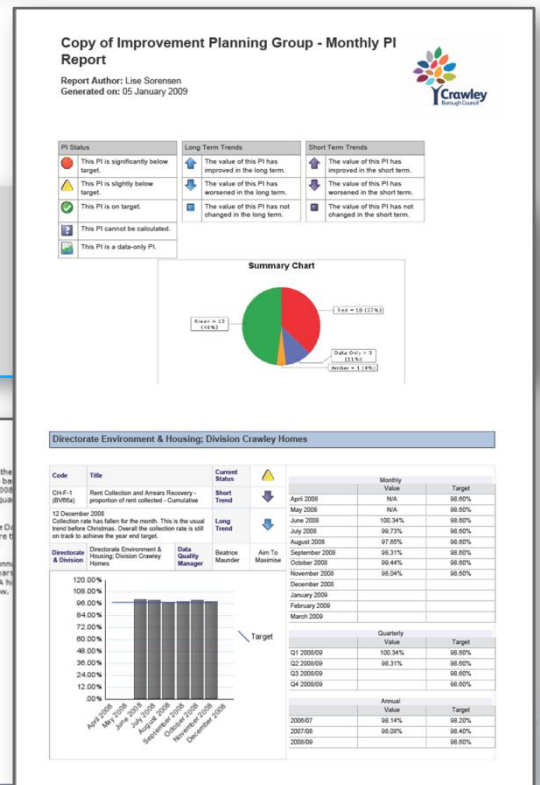 Copy of Improvement Planning Group - Monthly PI
Report
Report Author: Lise Sorensen
Generated on: 05 January 2009
Crawley
Borough Council
PI Status
This PI is significantly below
target.
This PI is slightly below
target.
This PI is on target.
This PI cannot be calculated.
This PI is a data-only PI.
Long Term Trends
The value of this PI has
improved in the long term.
The value of this PI has
worsened in the long term.
The value of this PI has not
changed in the long term.
Short Term Trends
The value of this PI has
improved in the short term.
The value of this PI has
worsened in the short term.
The value of this PI has not
changed in the short term.
Summary Chart
Green = 13
(48%)
Red = 10 (37%)
Data Only = 3
(11%)
Amber = 1 (4%)
Directorate Environment & Housing; Division Crawley Homes
Code Title Current
Status
CH-F-1
(BV66a)
Rent Collection and Arrears Recovery -
proportion of rent collected - Cumulative
Short
Trend
12 December 2008
Collection rate has fallen for the month. This is the usual
trend before Christmas. Overall the collection rate is still
on track to achieve the year end target.
Long
Trend
Directorate
& Division
Directorate Environment &
Housing; Division Crawley
Homes
Data
Quality
Manager
Beatrice
Maunder
Aim To
Maximise
120.00%
108.00%
96.00%
84.00%
72.00%
60.00%
48.00%
36.00%
24.00%
12.00%
.00%
April 2008
May 2008
June 2008
July 2008
August 2008
September 2008
October 2008
November 2008
December 2008
Target
Monthly
Value Target
April 2008 N/A 98.60%
May 2008 N/A 98.60%
June 2008 100.34% 98.60%
July 2008 99.73% 98.60%
August 2008 97.65% 98.60%
September 2008 98.31% 98.60%
October 2008 99.44% 98.60%
November 2008 98.04% 98.60%
December 2008
January 2009
February 2009
March 2009
Quarterly
Value Target
Q1 2008/09 100.34% 98.60%
Q2 2008/09 98.31% 98.60%
Q3 2008/09 98.60%
Q4 2008/09 98.60%
Annual
Value Target
2006/07 98.14% 98.20%
2007/08 98.06% 98.40%
2008/09 98.60%